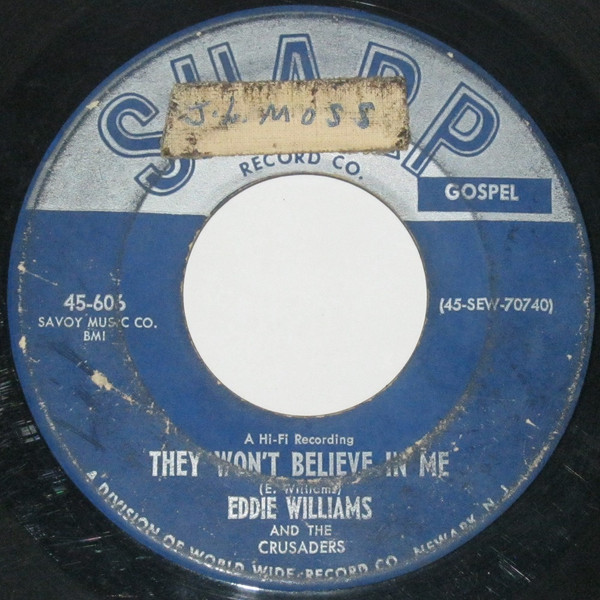 SHARP
J. L MOSS
RECORD CO.
GOSPEL
45-606
(45-SEW-70740)
SAVOY MUSIC CO.
BMI
A Hi-Fi Recording
THEY WON'T BELIEVE IN ME
(E. Williams)
EDDIE WILLIAMS
AND THE
CRUSADERS
A DIVISION OF WORLD WIDE RECORD CO. NEWARK, N. J.